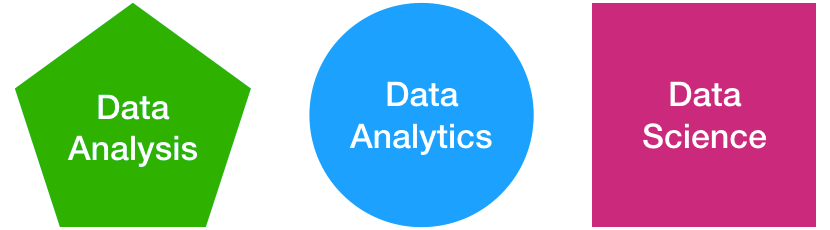 Data
Analysis
Data
Analytics
Data
Science